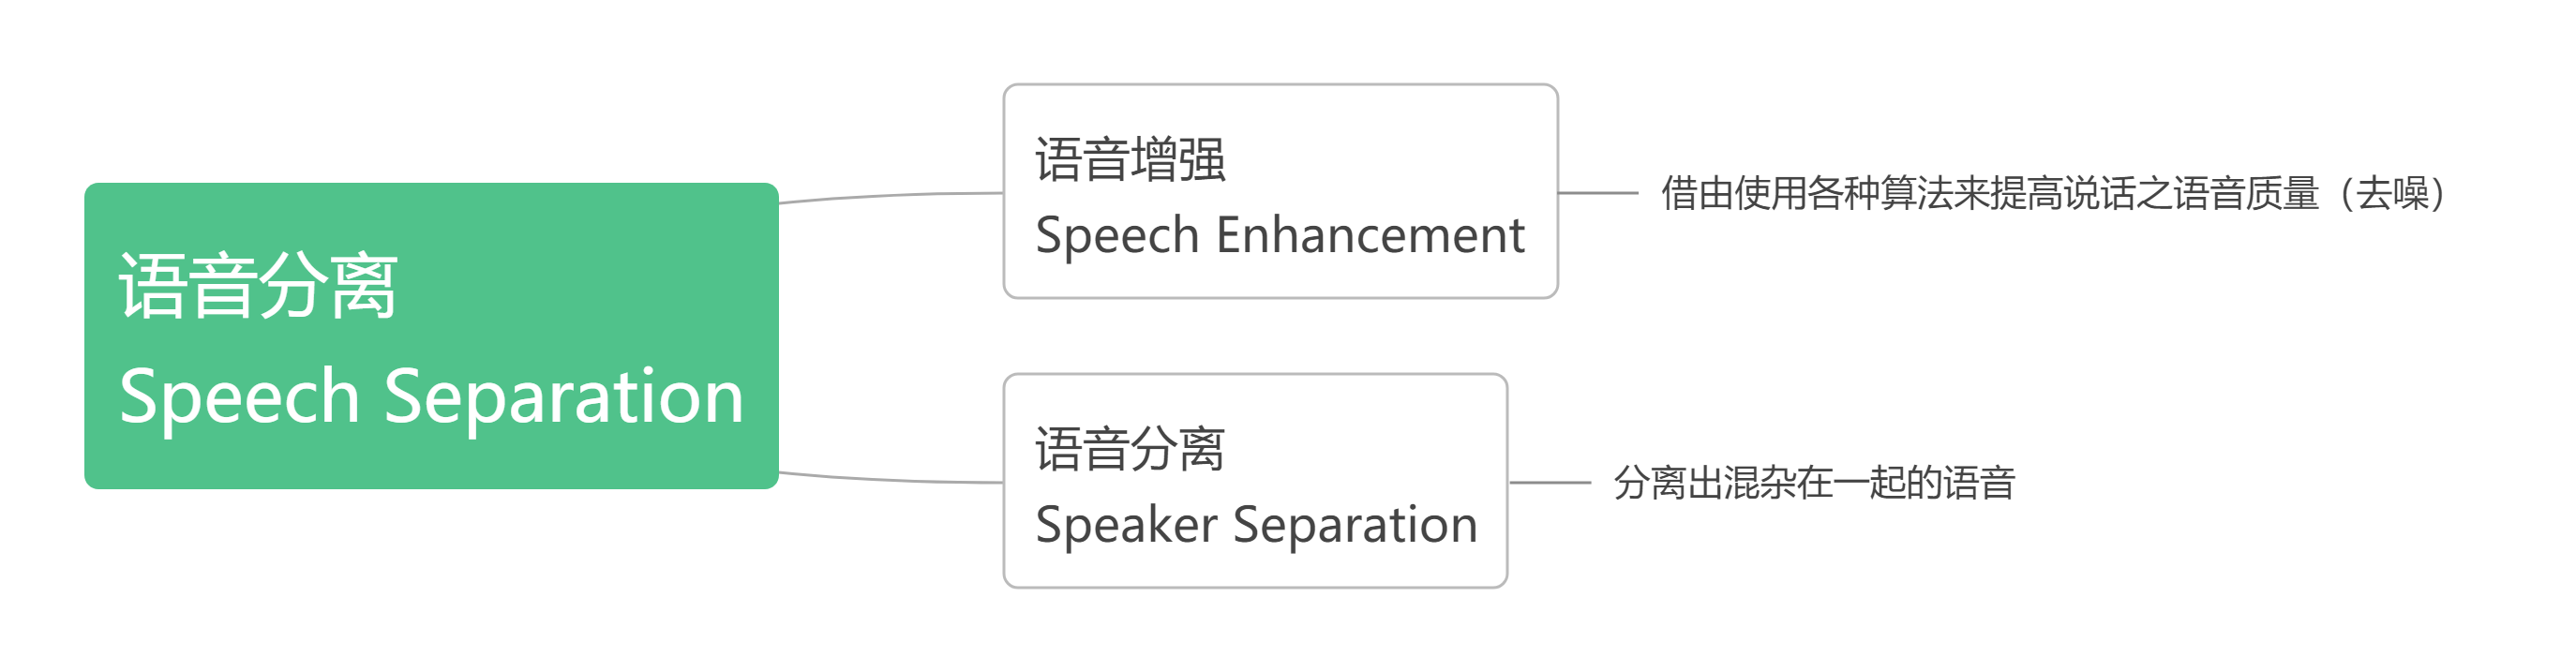 语音分离
Speech Separation
语音增强
Speech Enhancement
借由使用各种算法来提高说话之语音质量（去噪）
语音分离
Speaker Separation
分离出混杂在一起的语音